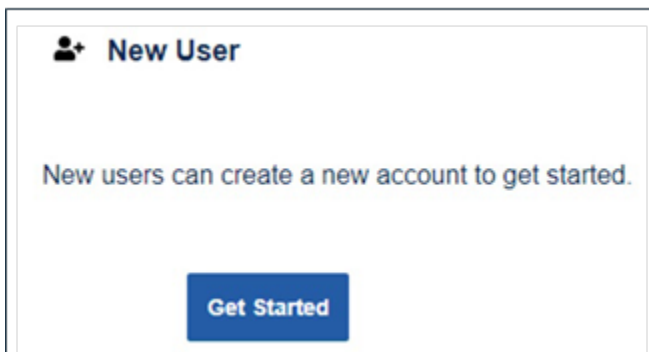 New User
New users can create a new account to get started.
Get Started